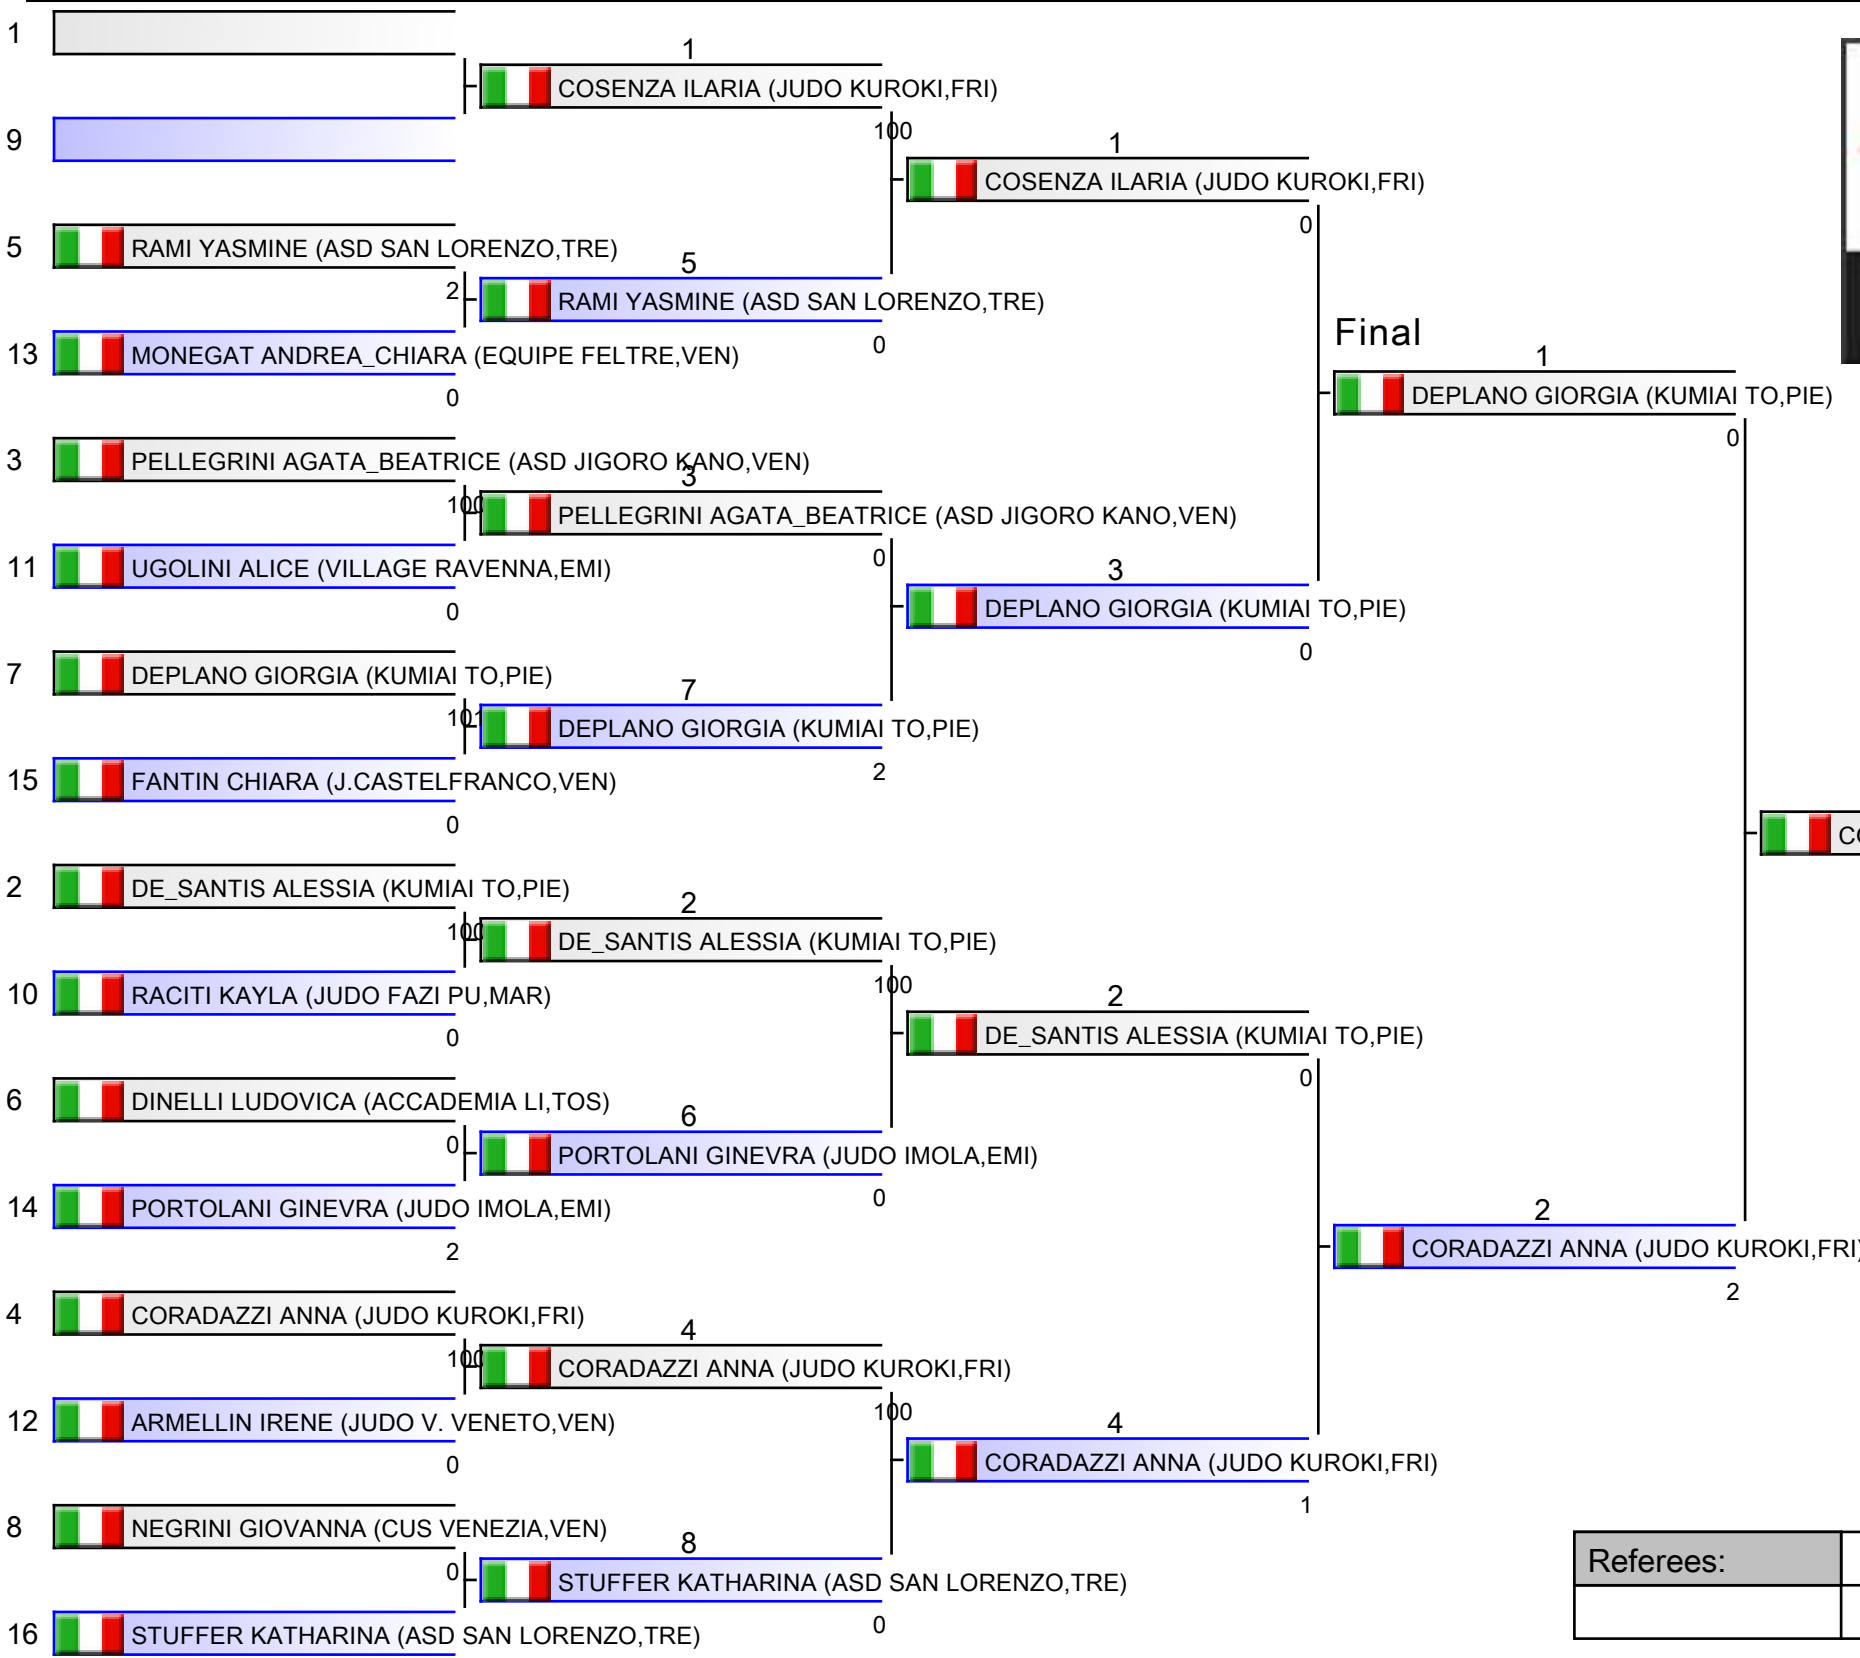 1
9
5 RAMI YASMINE (ASD SAN LORENZO,TRE)
2
13 MONEGAT ANDREA_CHIARA (EQUIPE FELTRE,VEN)
0
3 PELLEGRINI AGATA_BEATRICE (ASD JIGORO KANO,VEN)
100
11 UGOLINI ALICE (VILLAGE RAVENNA,EMI)
0
7 DEPLANO GIORGIA (KUMIAI TO,PIE)
101
15 FANTIN CHIARA (J.CASTELFRANCO,VEN)
0
2 DE_SANTIS ALESSIA (KUMIAI TO,PIE)
100
10 RACITI KAYLA (JUDO FAZI PU,MAR)
0
6 DINELLI LUDOVICA (ACCADEMIA LI,TOS)
0
14 PORTOLANI GINEVRA (JUDO IMOLA,EMI)
2
4 CORADAZZI ANNA (JUDO KUROKI,FRI)
100
12 ARMELLIN IRENE (JUDO V. VENETO,VEN)
0
8 NEGRINI GIOVANNA (CUS VENEZIA,VEN)
0
16 STUFFER KATHARINA (ASD SAN LORENZO,TRE)
1
COSENZA ILARIA (JUDO KUROKI,FRI)
100
5
RAMI YASMINE (ASD SAN LORENZO,TRE)
0
3
PELLEGRINI AGATA_BEATRICE (ASD JIGORO KANO,VEN)
0
7
DEPLANO GIORGIA (KUMIAI TO,PIE)
2
2
DE_SANTIS ALESSIA (KUMIAI TO,PIE)
100
6
PORTOLANI GINEVRA (JUDO IMOLA,EMI)
0
4
CORADAZZI ANNA (JUDO KUROKI,FRI)
100
8
STUFFER KATHARINA (ASD SAN LORENZO,TRE)
0
1
COSENZA ILARIA (JUDO KUROKI,FRI)
0
3
DEPLANO GIORGIA (KUMIAI TO,PIE)
0
2
DE_SANTIS ALESSIA (KUMIAI TO,PIE)
0
4
CORADAZZI ANNA (JUDO KUROKI,FRI)
1
Final
1
DEPLANO GIORGIA (KUMIAI TO,PIE)
0
2
CORADAZZI ANNA (JUDO KUROKI,FRI)
2
Referees: